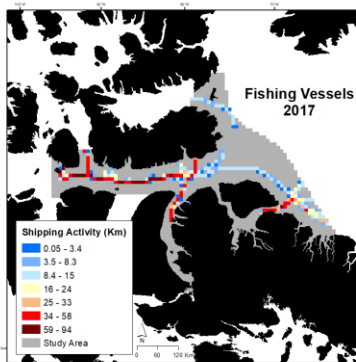 Fishing Vessels
2017
Shipping Activity (Km)
0.05 - 3.4
3.5 - 8.3
8.4 - 15
16 - 24
25 - 33
34 - 58
59 - 94
Study Area
N
0
60
120 Km